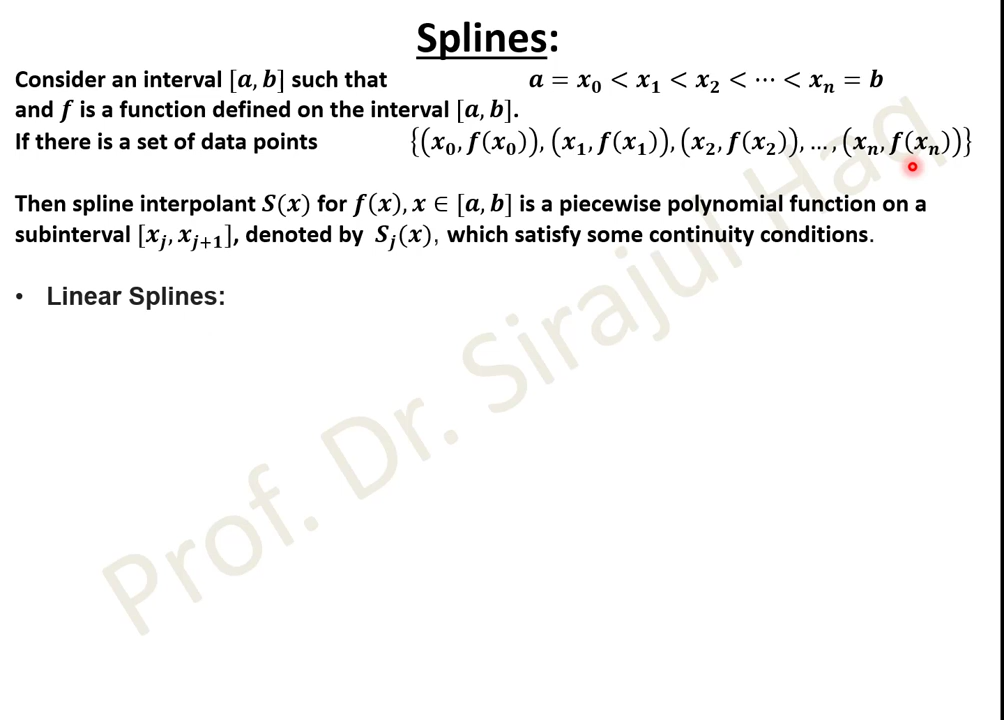 Splines:
Consider an interval [a, b] such that a = x₀ < x₁ < x₂ < ⋯ < xₙ = b
and f is a function defined on the interval [a, b].
If there is a set of data points {(x₀, f(x₀)), (x₁, f(x₁)), (x₂, f(x₂)), … , (xₙ, f(xₙ))}
Then spline interpolant S(x) for f(x), x ∈ [a, b] is a piecewise polynomial function on a
subinterval [xⱼ, xⱼ₊₁], denoted by Sⱼ(x), which satisfy some continuity conditions.
• Linear Splines:
Prof. Dr. Sirajul Haq